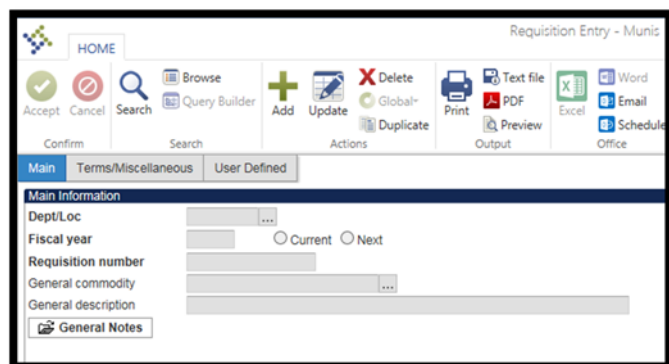 Requisition Entry - Munis
HOME
Accept
Cancel
Search
Browse
Query Builder
Add
Update
Delete
Global
Duplicate
Print
Text file
PDF
Preview
Excel
Word
Email
Schedule
Confirm
Search
Actions
Output
Office
Main
Terms/Miscellaneous
User Defined
Main Information
Dept/Loc
...
Fiscal year
Current
Next
Requisition number
General commodity
...
General description
General Notes